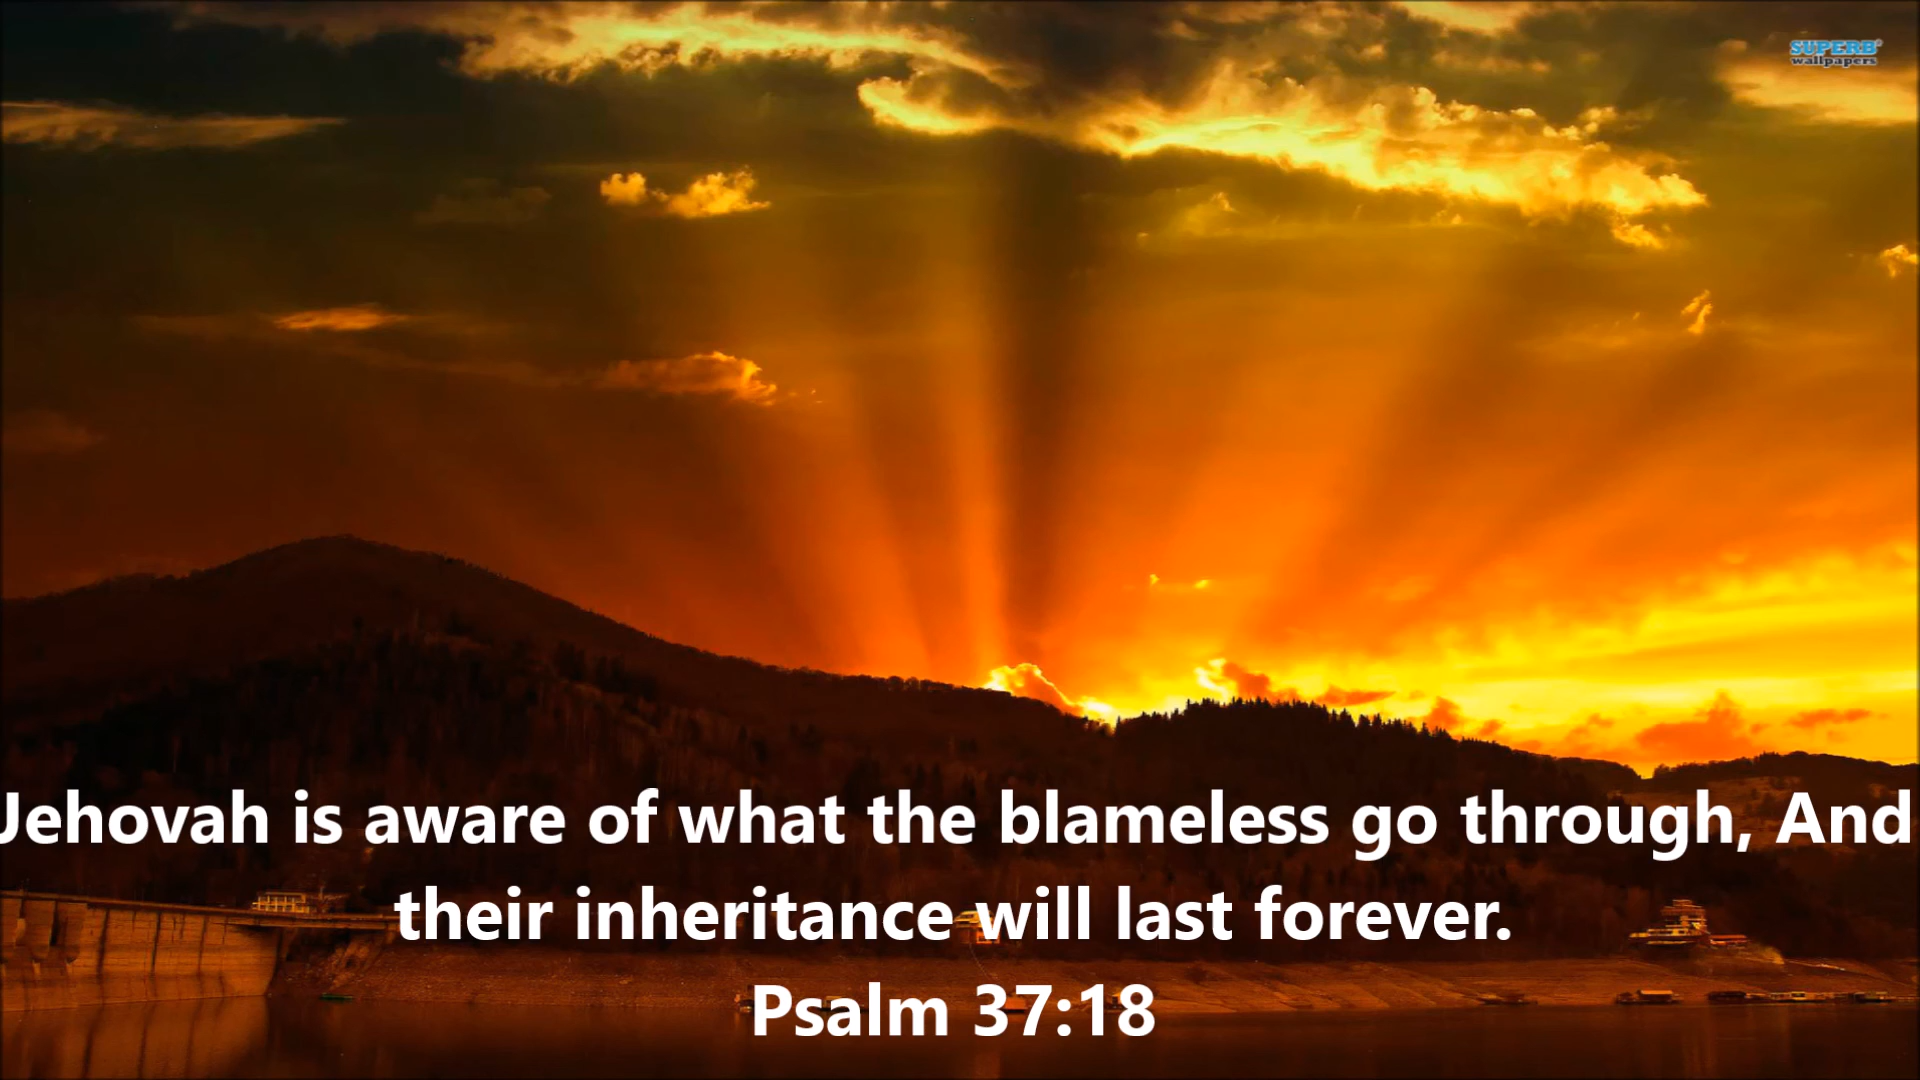 SUPERB
wallpapers
Jehovah is aware of what the blameless go through, And
their inheritance will last forever.
Psalm 37:18